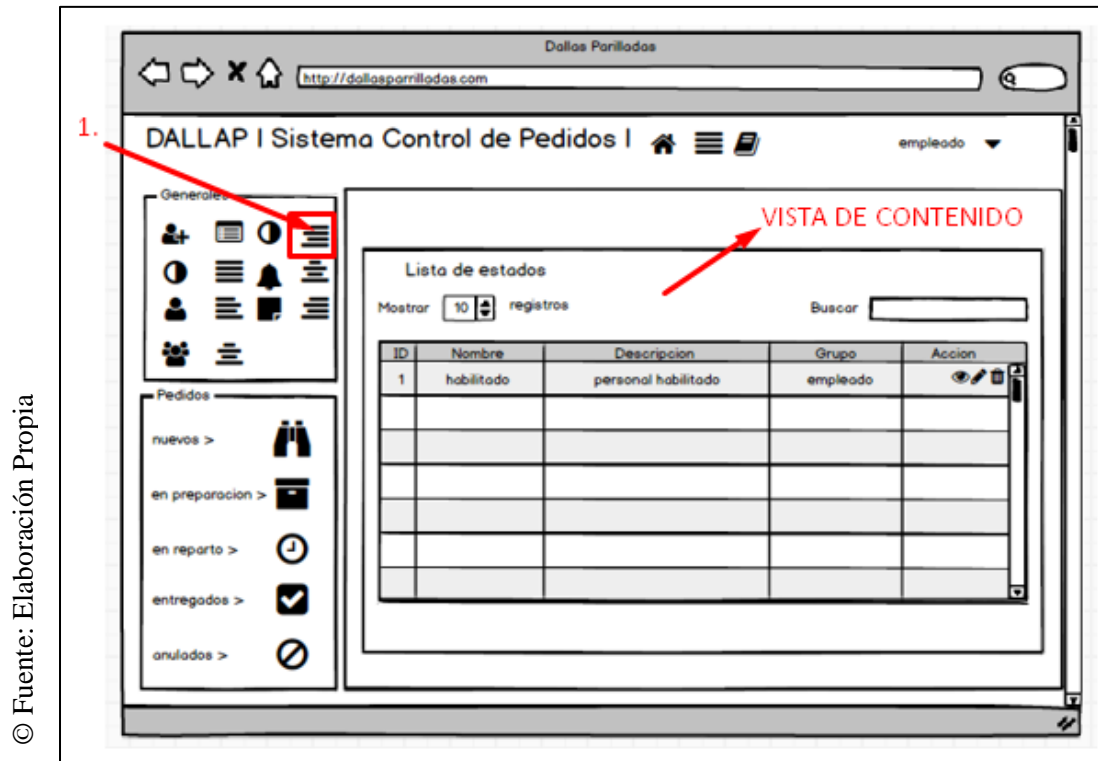 Dallas Parilladas
http://dallasparrilladas.com
1.
DALLAP | Sistema Control de Pedidos |
empleado
Generales
VISTA DE CONTENIDO
Lista de estados
Mostrar 10 registros
Buscar
ID Nombre Descripcion Grupo Accion
1 habilitado personal habilitado empleado
Pedidos
nuevos >
en preparacion >
en reparto >
entregados >
anulados >
© Fuente: Elaboración Propia